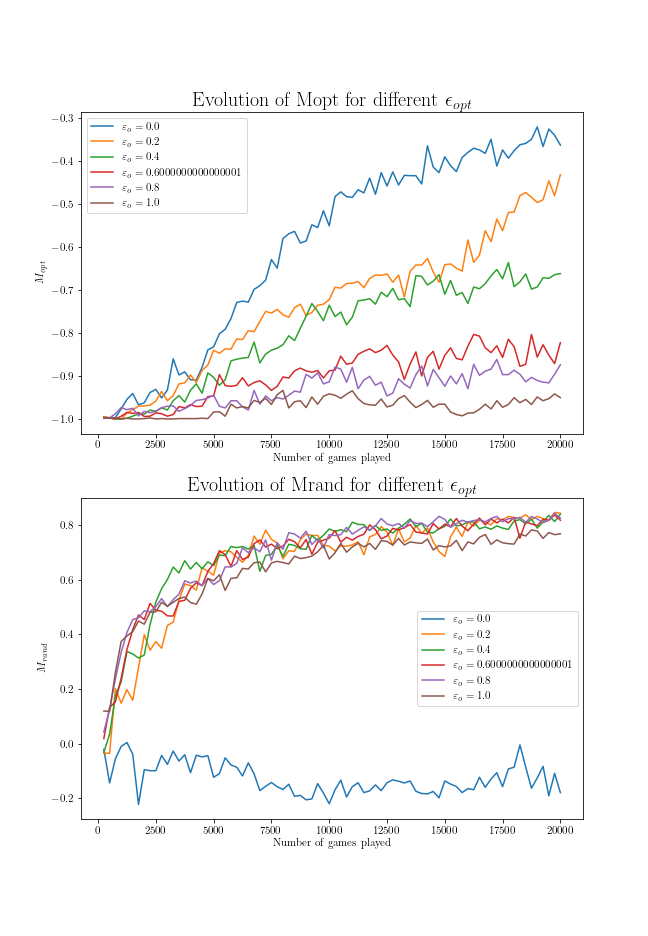 Evolution of Mopt for different ϵ_opt
−0.3
−0.4
−0.5
−0.6
−0.7
−0.8
−0.9
−1.0
M_opt
ε_o = 0.0
ε_o = 0.2
ε_o = 0.4
ε_o = 0.6000000000000001
ε_o = 0.8
ε_o = 1.0
0 2500 5000 7500 10000 12500 15000 17500 20000
Number of games played
Evolution of Mrand for different ϵ_opt
0.8
0.6
0.4
0.2
0.0
−0.2
M_rand
ε_o = 0.0
ε_o = 0.2
ε_o = 0.4
ε_o = 0.6000000000000001
ε_o = 0.8
ε_o = 1.0
0 2500 5000 7500 10000 12500 15000 17500 20000
Number of games played